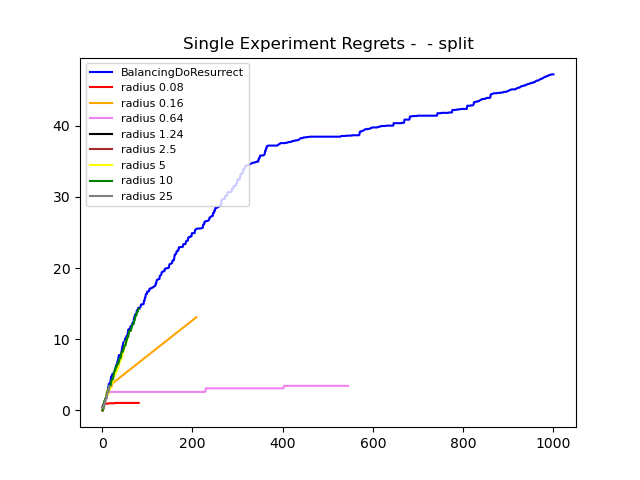 Single Experiment Regrets -  - split
BalancingDoResurrect
radius 0.08
radius 0.16
radius 0.64
radius 1.24
radius 2.5
radius 5
radius 10
radius 25
40
30
20
10
0
0 200 400 600 800 1000